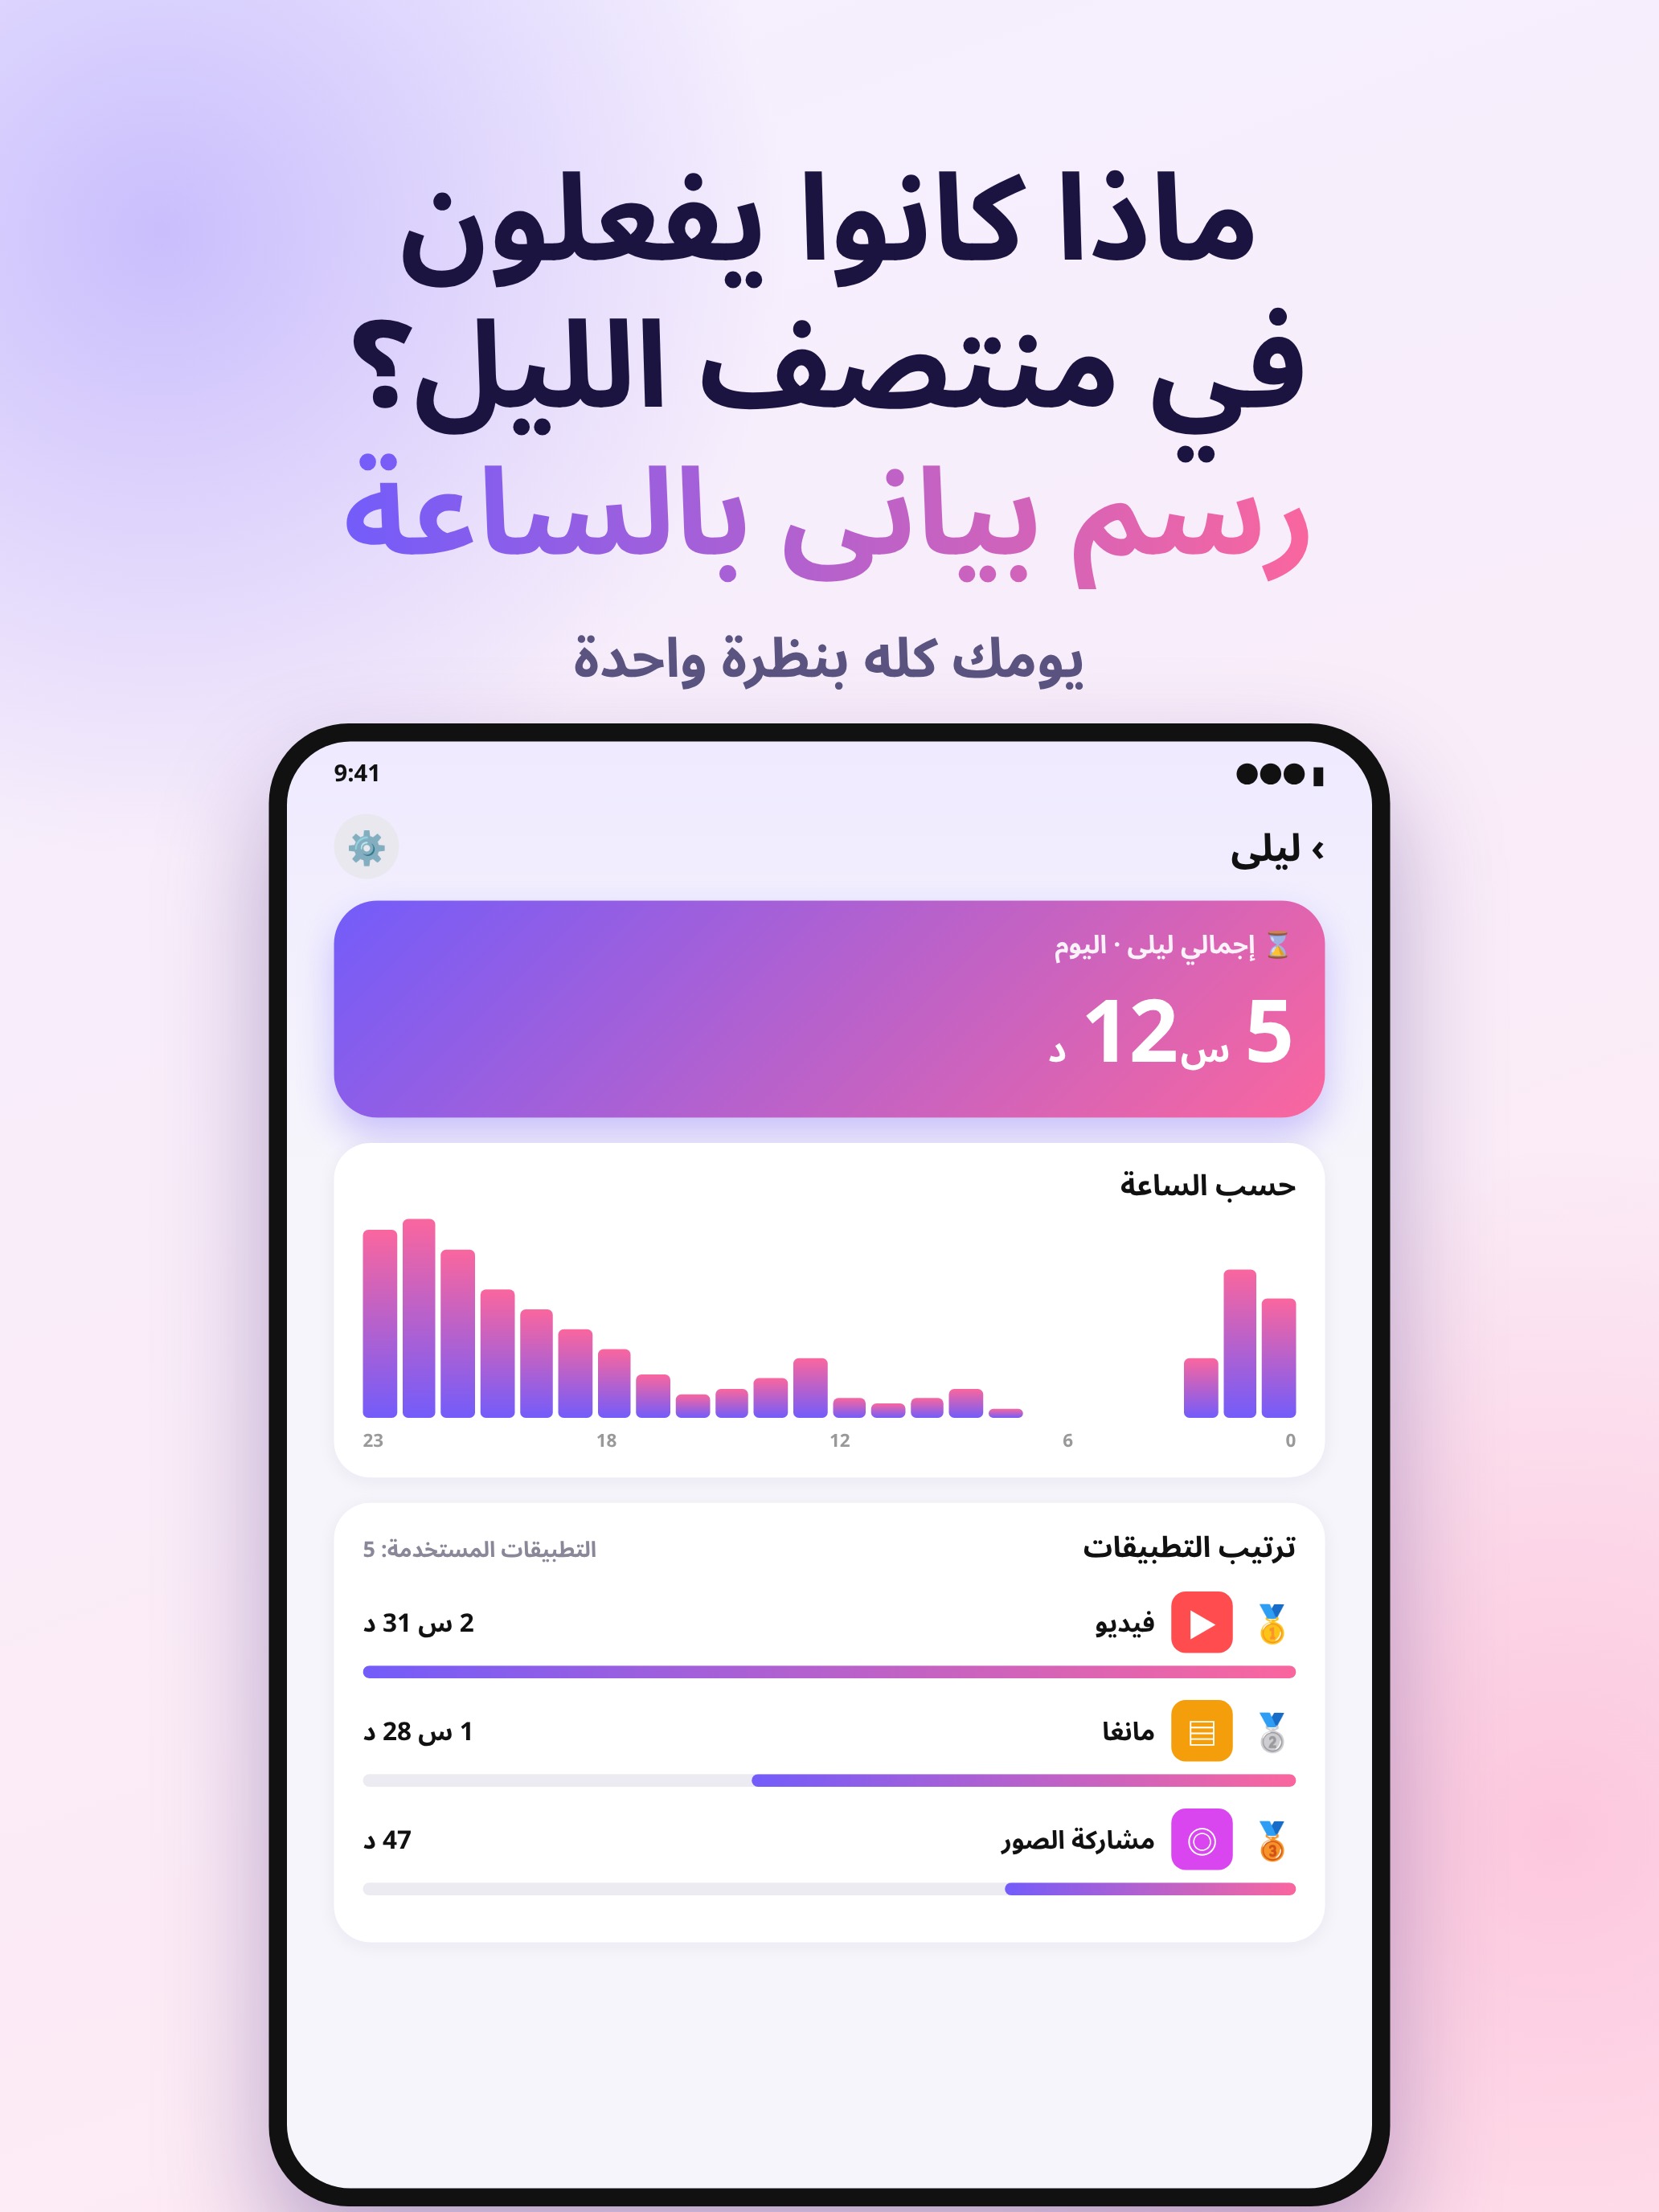 ماذا كانوا يفعلون
في منتصف الليل؟
رسم بيانى بالساعة
يومك كله بنظرة واحدة
9:41
‹ ليلى
⌛ إجمالي ليلى · اليوم
5 س 12 د
حسب الساعة
0 6 12 18 23
ترتيب التطبيقات
التطبيقات المستخدمة: 5
🥇 فيديو 2 س 31 د
🥈 مانغا 1 س 28 د
🥉 مشاركة الصور 47 د